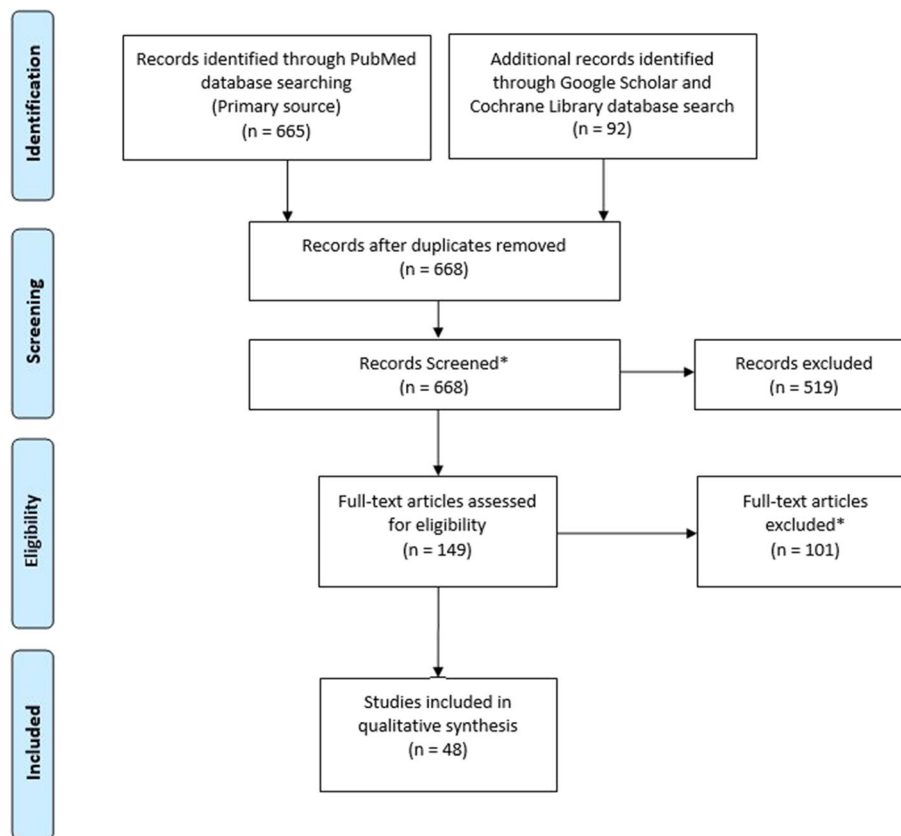 Identification
Records identified through PubMed
database searching
(Primary source)
(n = 665)
Additional records identified
through Google Scholar and
Cochrane Library database search
(n = 92)
Screening
Records after duplicates removed
(n = 668)
Records Screened*
(n = 668)
Records excluded
(n = 519)
Eligibility
Full-text articles assessed
for eligibility
(n = 149)
Full-text articles
excluded*
(n = 101)
Included
Studies included in
qualitative synthesis
(n = 48)